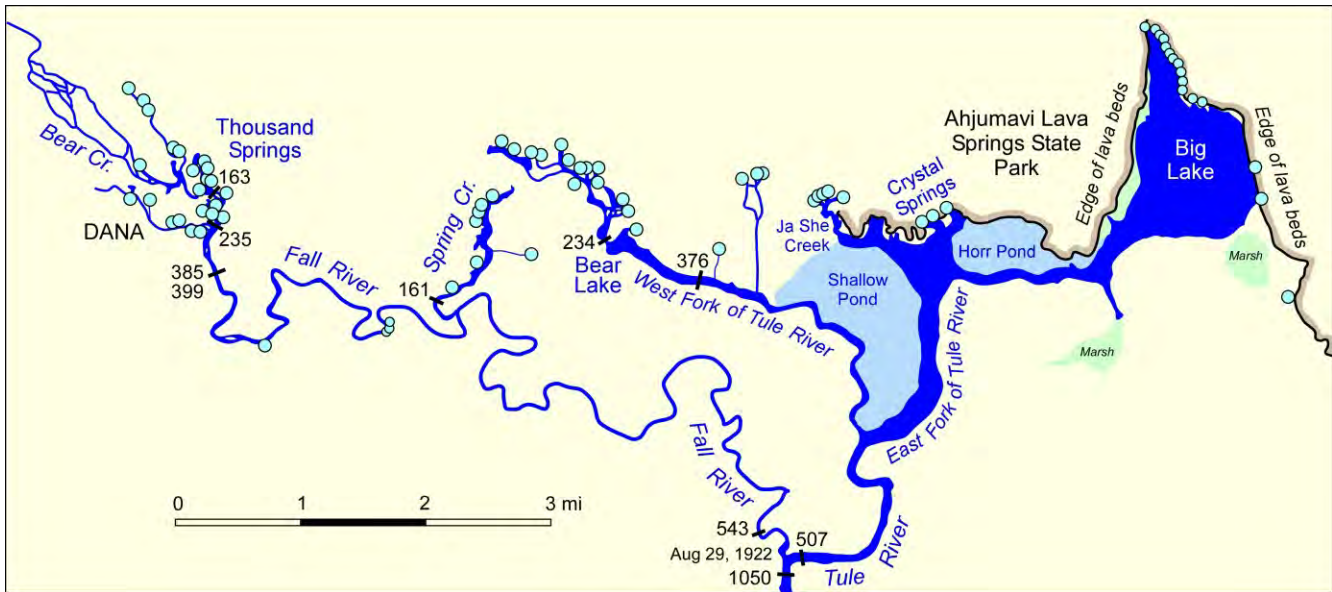 Bear Cr.
Thousand
Springs
163
DANA
235
385
399
Fall River
Spring Cr.
161
234
Bear
Lake
376
West Fork of Tule River
Ja She
Creek
Crystal
Springs
Shallow
Pond
Ahjumavi Lava
Springs State
Park
Horr Pond
Edge of lava beds
Big
Lake
Edge of lava beds
Marsh
Marsh
East Fork of Tule River
Fall River
0 1 2 3 mi
543
507
Aug 29, 1922
1050
Tule River